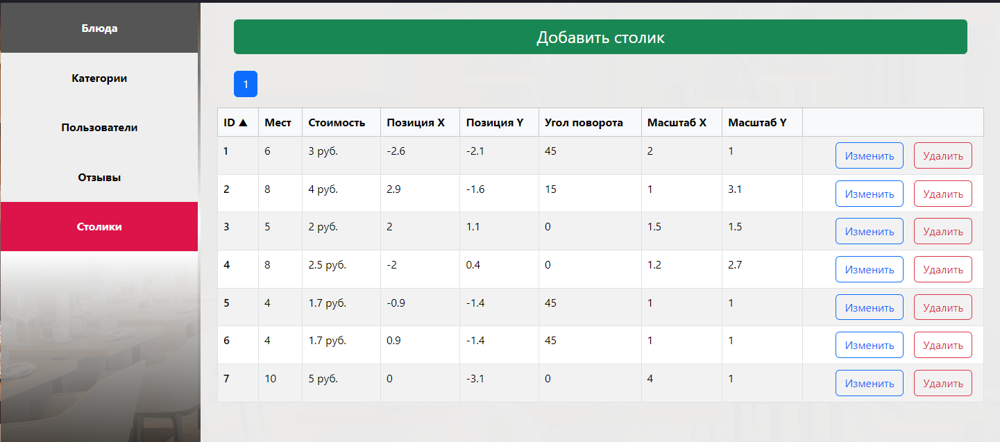 Блюда
Категории
Пользователи
Отзывы
Столики
Добавить столик
1
ID ▲ Мест Стоимость Позиция X Позиция Y Угол поворота Масштаб X Масштаб Y
1 6 3 руб. -2.6 -2.1 45 2 1 Изменить Удалить
2 8 4 руб. 2.9 -1.6 15 1 3.1 Изменить Удалить
3 5 2 руб. 2 1.1 0 1.5 1.5 Изменить Удалить
4 8 2.5 руб. -2 0.4 0 1.2 2.7 Изменить Удалить
5 4 1.7 руб. -0.9 -1.4 45 1 1 Изменить Удалить
6 4 1.7 руб. 0.9 -1.4 45 1 1 Изменить Удалить
7 10 5 руб. 0 -3.1 0 4 1 Изменить Удалить